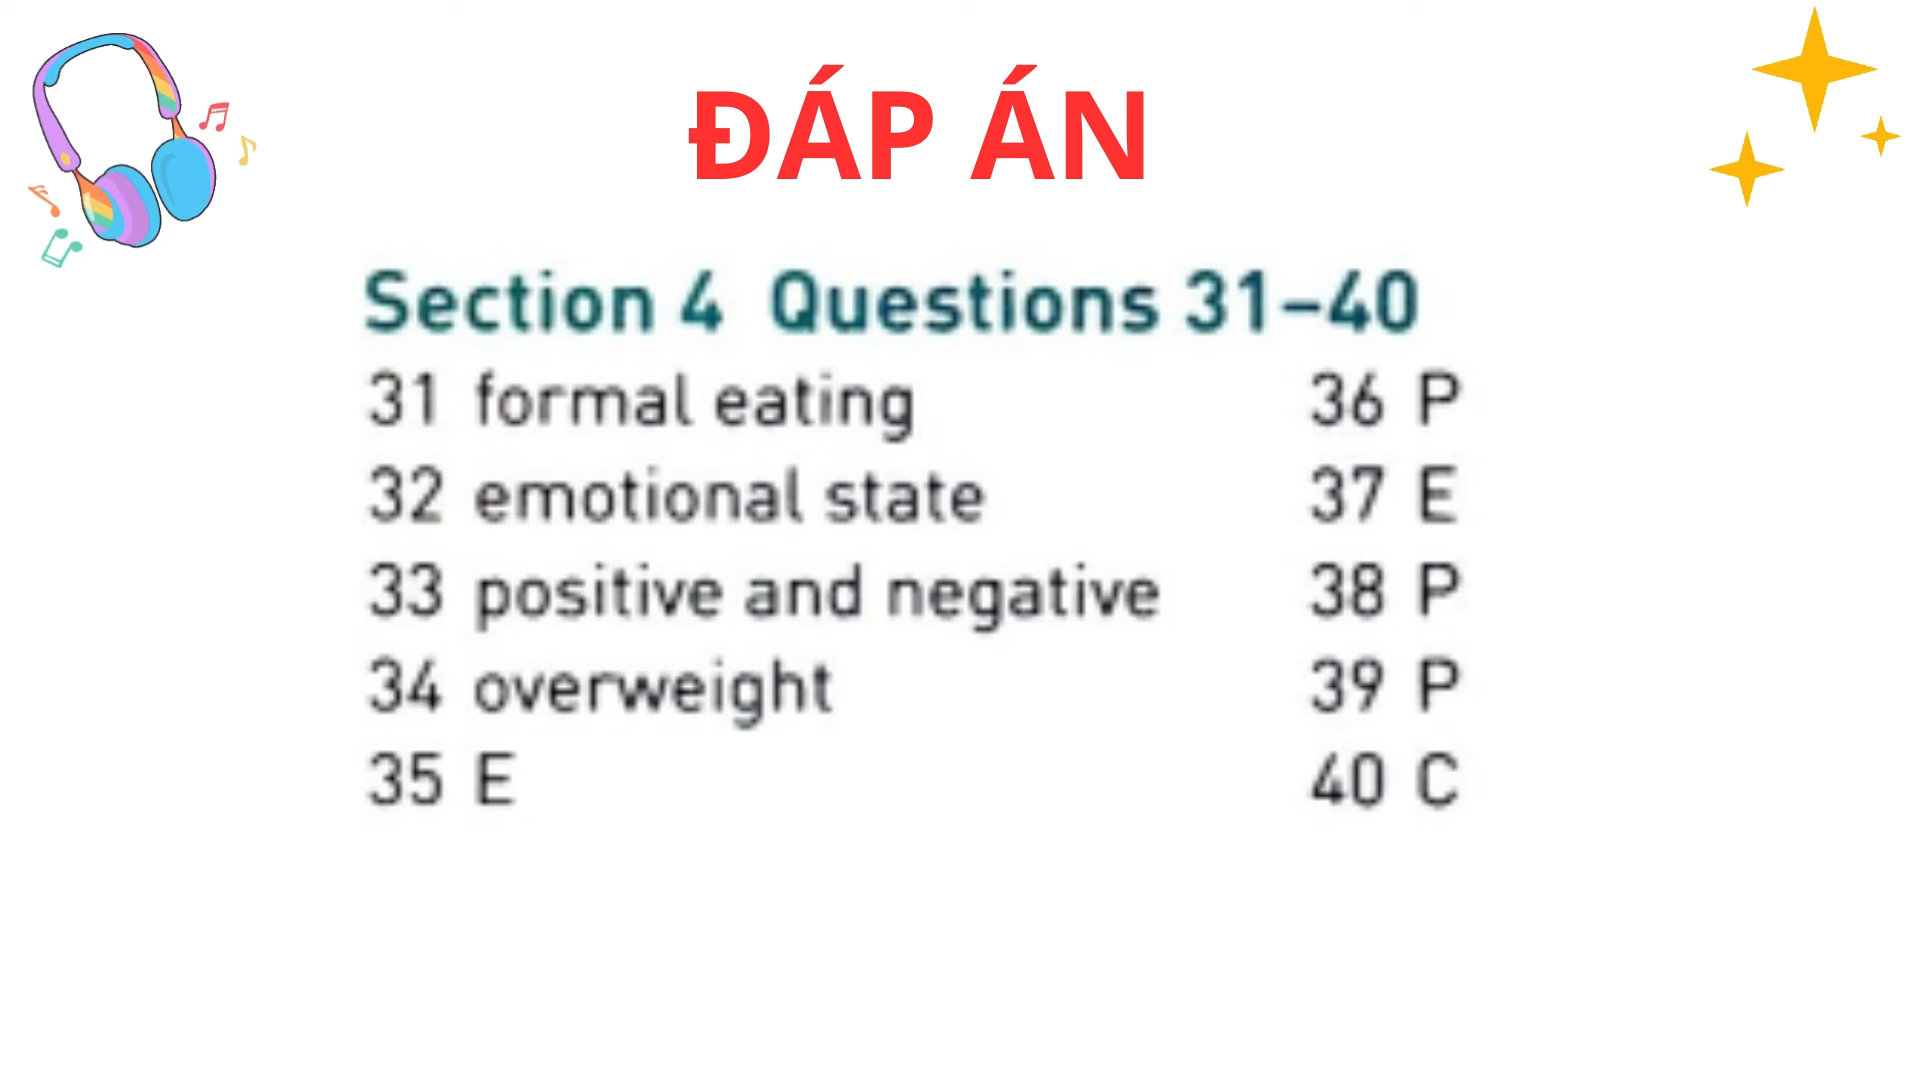 ĐÁP ÁN
Section 4 Questions 31–40
31 formal eating
32 emotional state
33 positive and negative
34 overweight
35 E
36 P
37 E
38 P
39 P
40 C